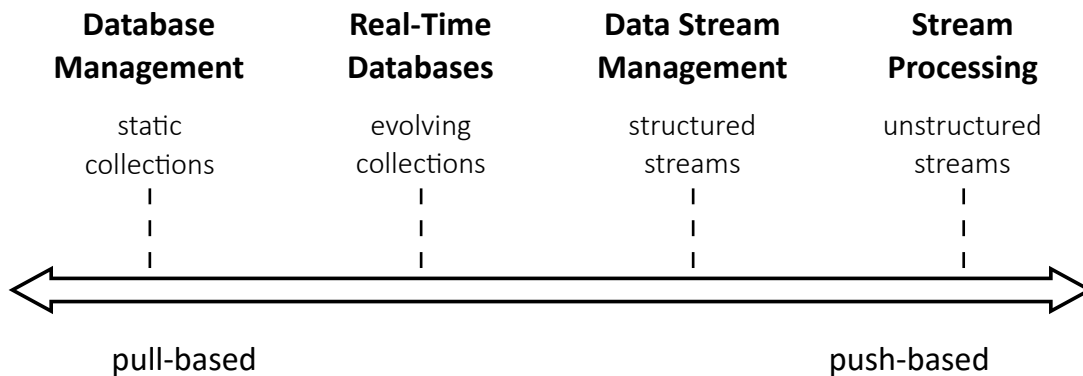 Database
Management
static
collections
Real-Time
Databases
evolving
collections
Data Stream
Management
structured
streams
Stream
Processing
unstructured
streams
pull-based
push-based